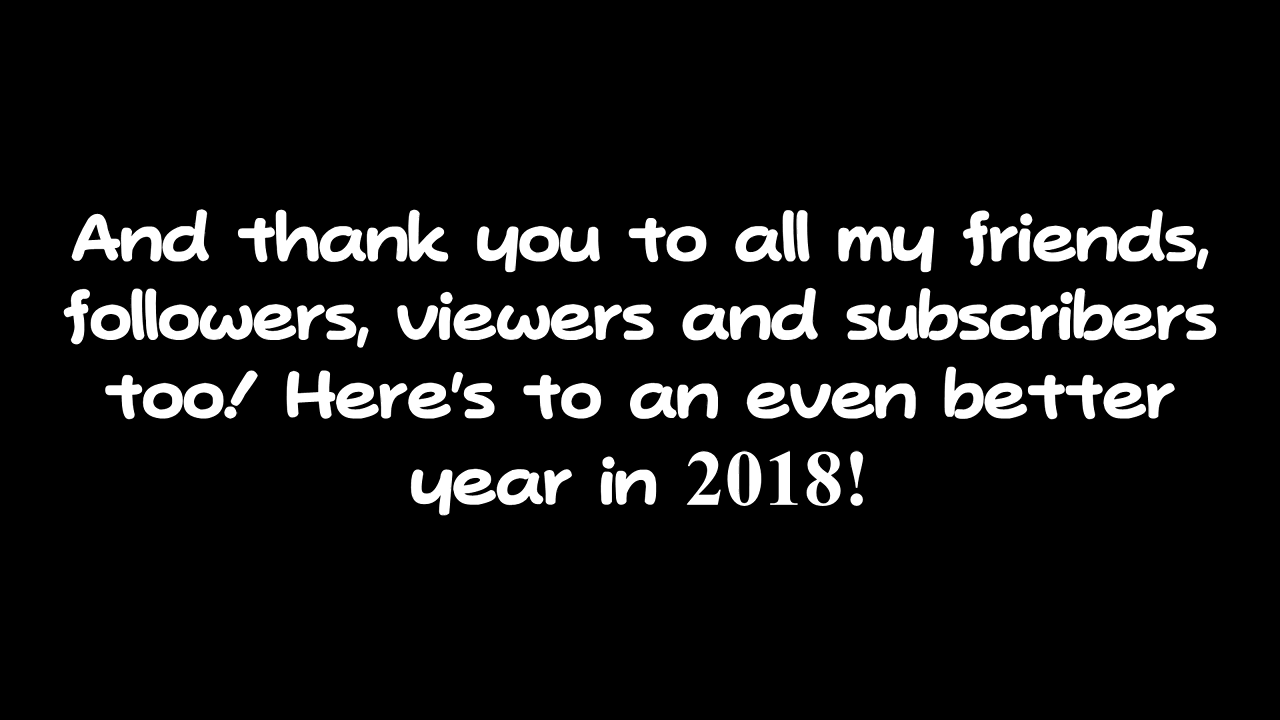 And thank you to all my friends,
followers, viewers and subscribers
too! Here's to an even better
year in 2018!